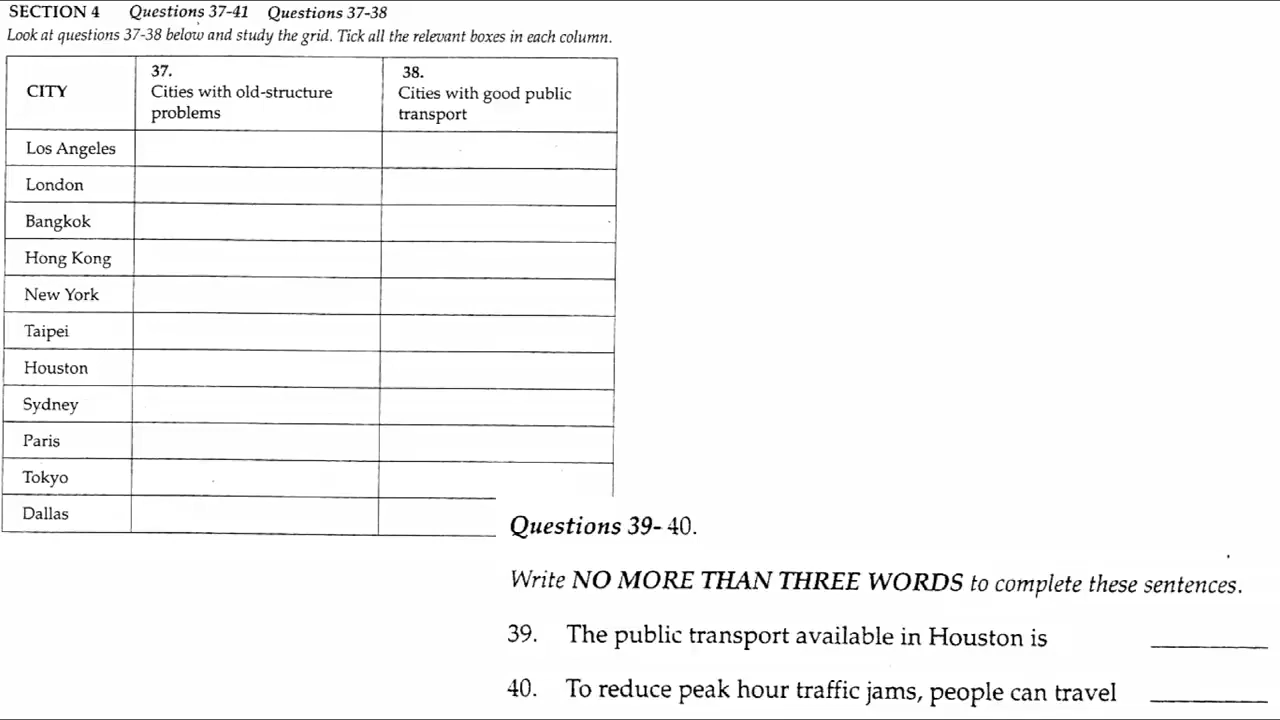 SECTION 4 Questions 37-41 Questions 37-38
Look at questions 37-38 below and study the grid. Tick all the relevant boxes in each column.
CITY
37.
Cities with old-structure
problems
38.
Cities with good public
transport
Los Angeles
London
Bangkok
Hong Kong
New York
Taipei
Houston
Sydney
Paris
Tokyo
Dallas
Questions 39- 40.
Write NO MORE THAN THREE WORDS to complete these sentences.
39. The public transport available in Houston is
40. To reduce peak hour traffic jams, people can travel